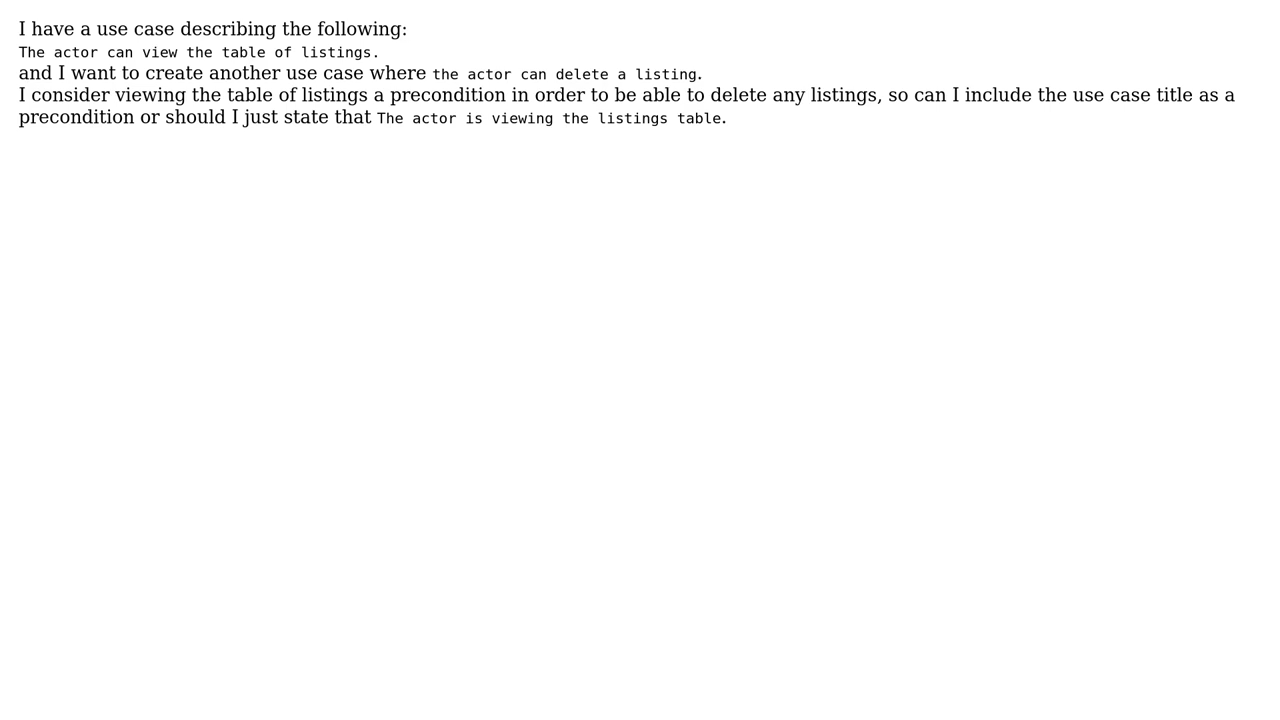 I have a use case describing the following:
The actor can view the table of listings.
and I want to create another use case where the actor can delete a listing.
I consider viewing the table of listings a precondition in order to be able to delete any listings, so can I include the use case title as a
precondition or should I just state that The actor is viewing the listings table.